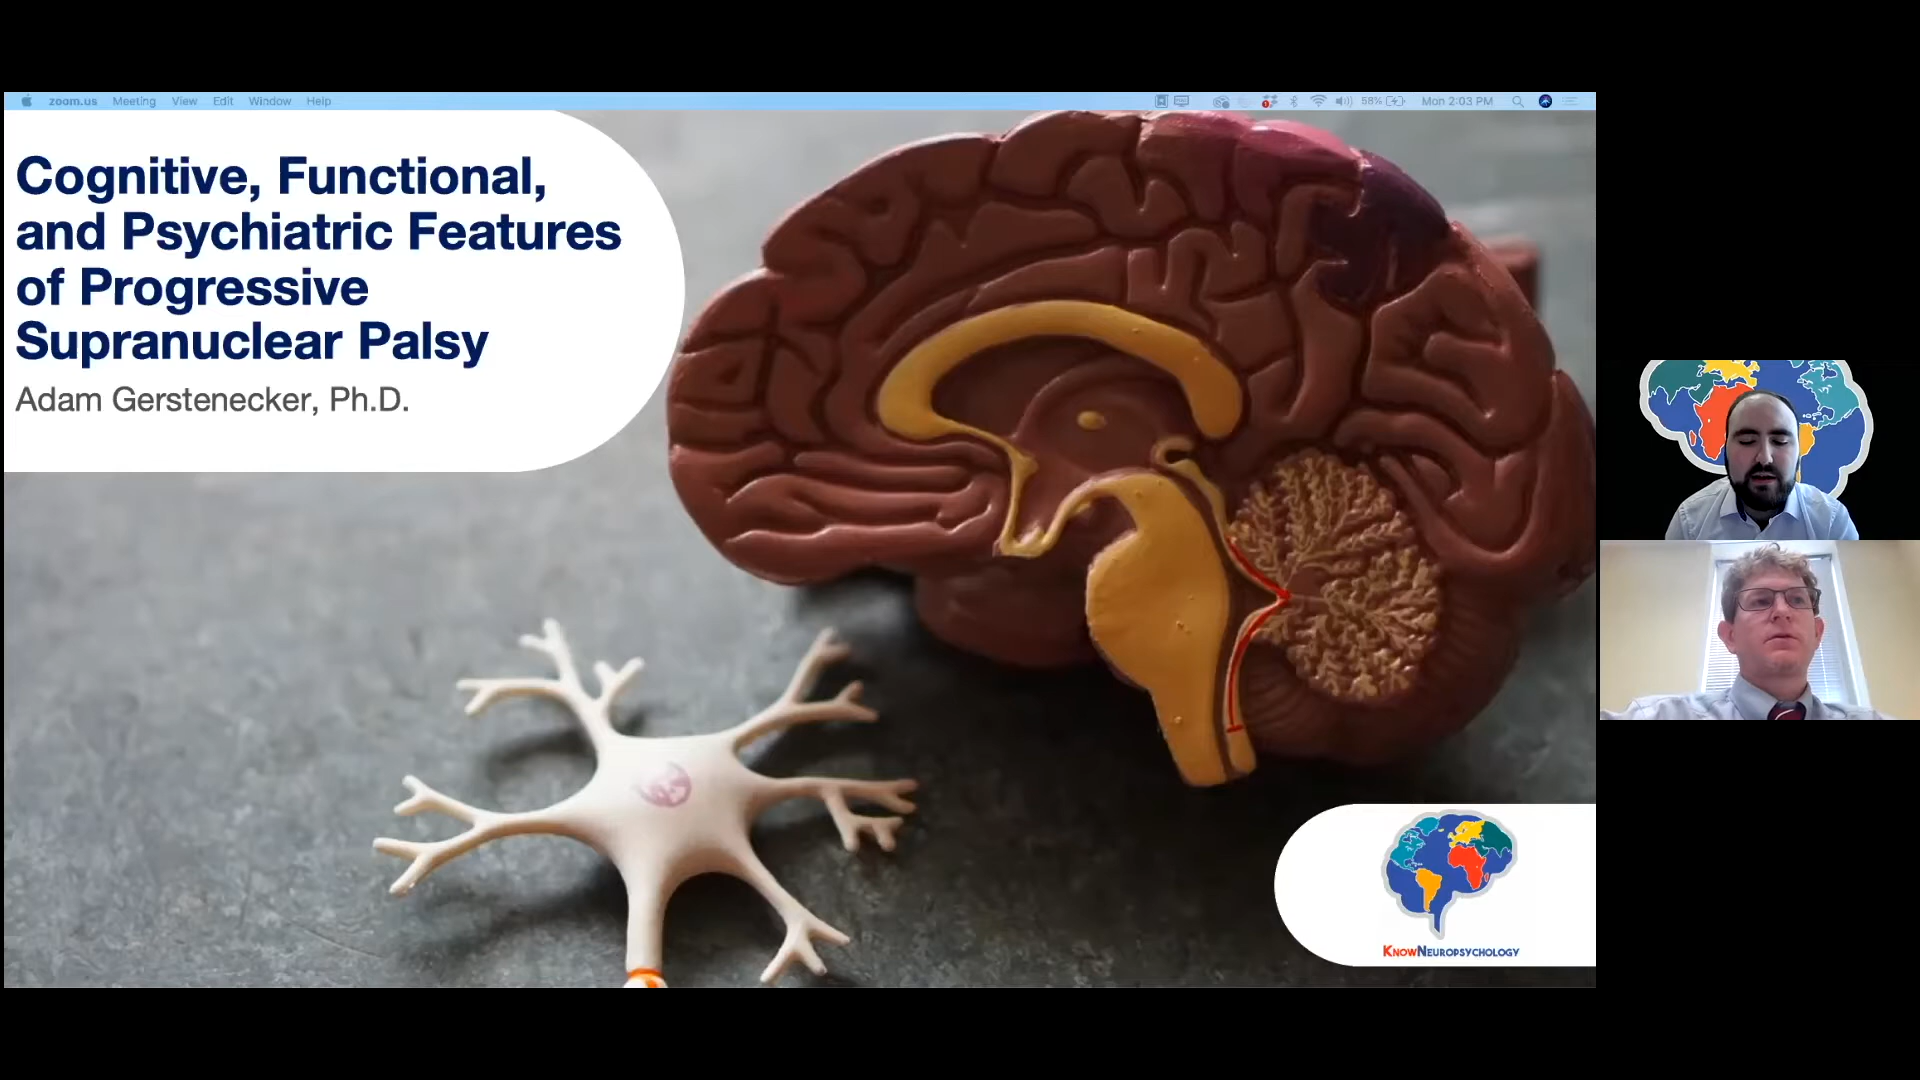 zoom.us Meeting View Edit Window Help
58% Mon 2:03 PM
Cognitive, Functional,
and Psychiatric Features
of Progressive
Supranuclear Palsy
Adam Gerstenecker, Ph.D.
KNOWNEUROPSYCHOLOGY